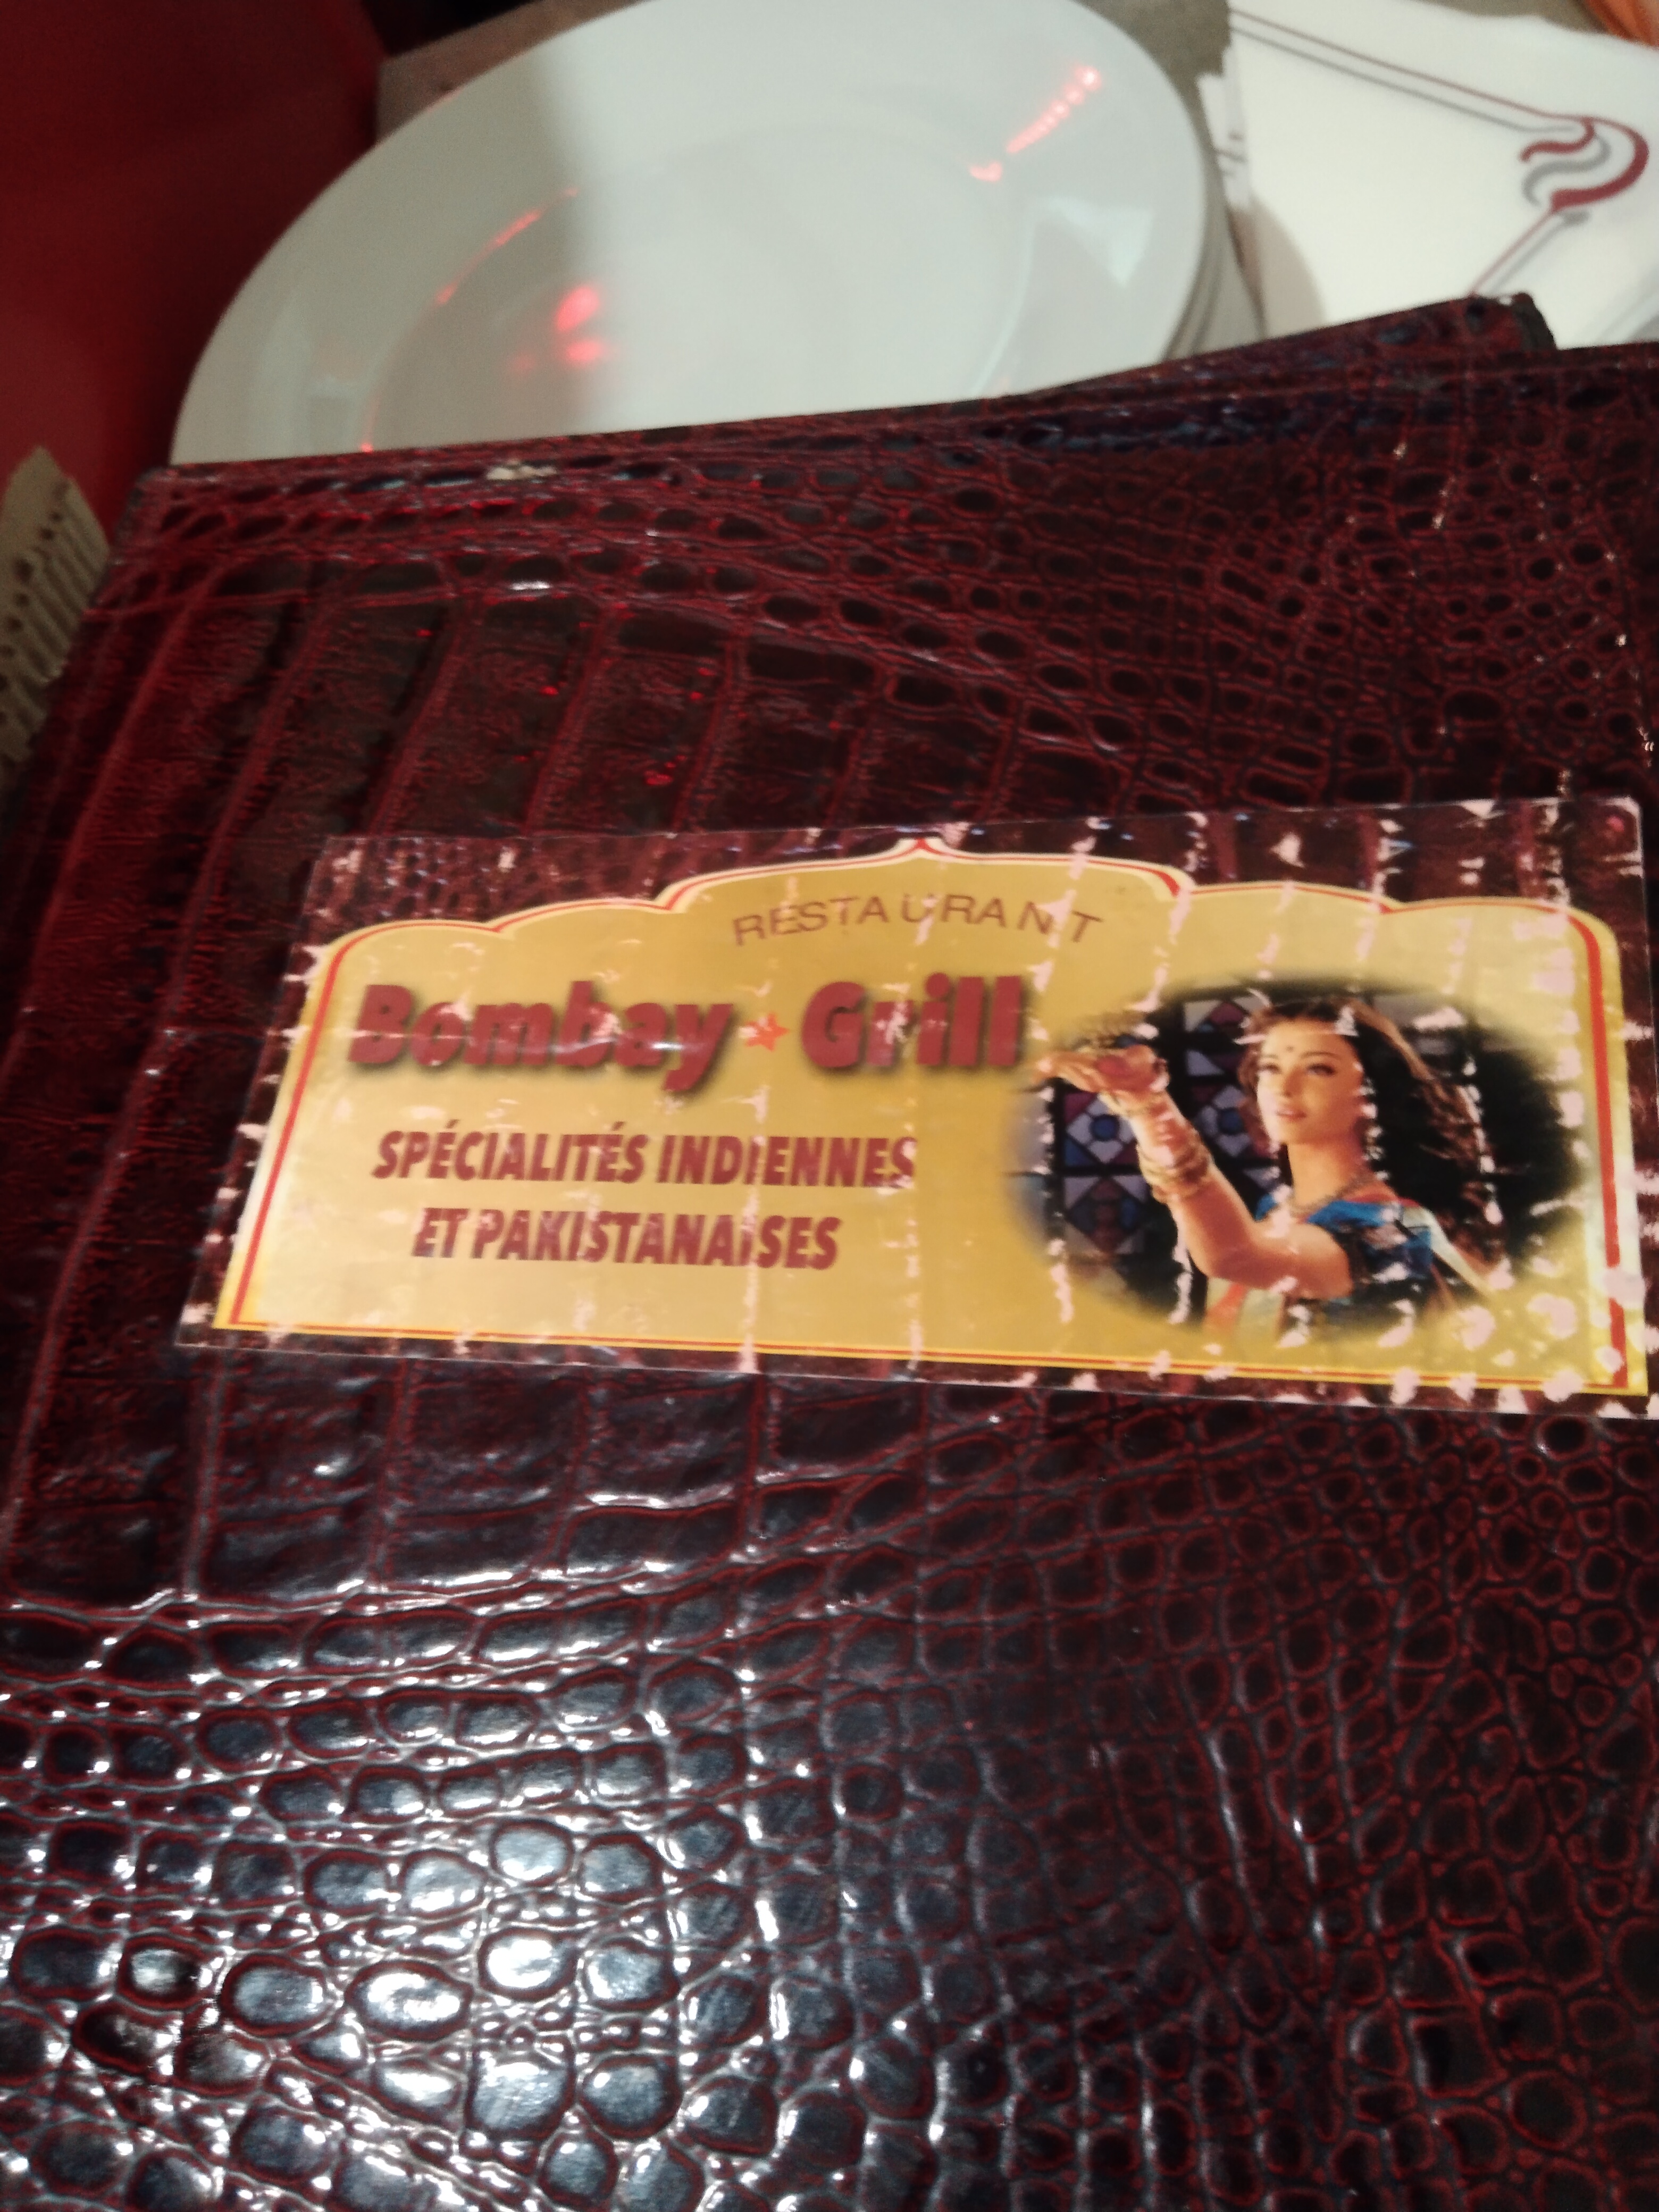 RESTAURANT
Bombay Grill
SPÉCIALITÉS INDIENNES
ET PAKISTANAISES